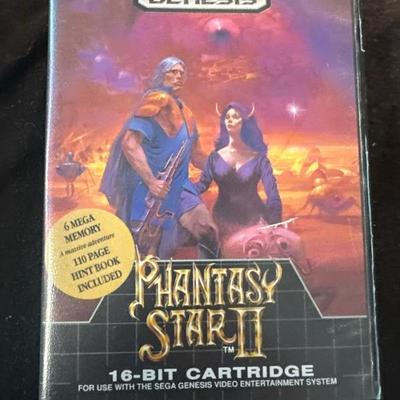 GENESIS
6 MEGA
MEMORY
A massive adventure
110 PAGE
HINT BOOK
INCLUDED
PHANTASY
STAR II
TM
16-BIT CARTRIDGE
FOR USE WITH THE SEGA GENESIS VIDEO ENTERTAINMENT SYSTEM